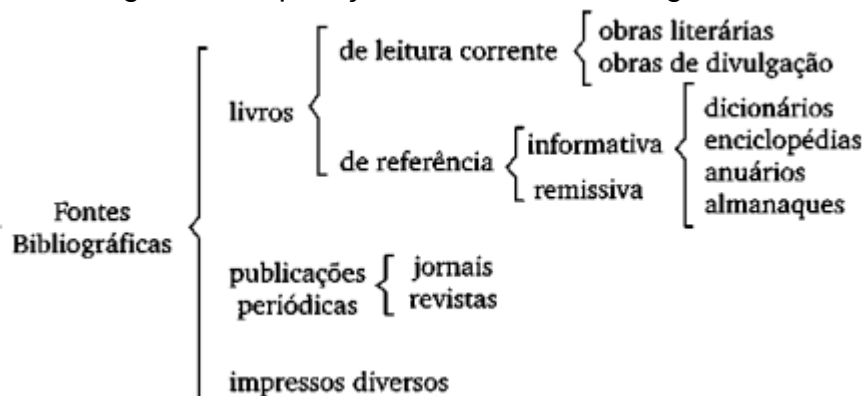 Fontes
Bibliográficas
livros
de leitura corrente
obras literárias
obras de divulgação
de referência
informativa
remissiva
dicionários
enciclopédias
anuários
almanaques
publicações
periódicas
jornais
revistas
impressos diversos